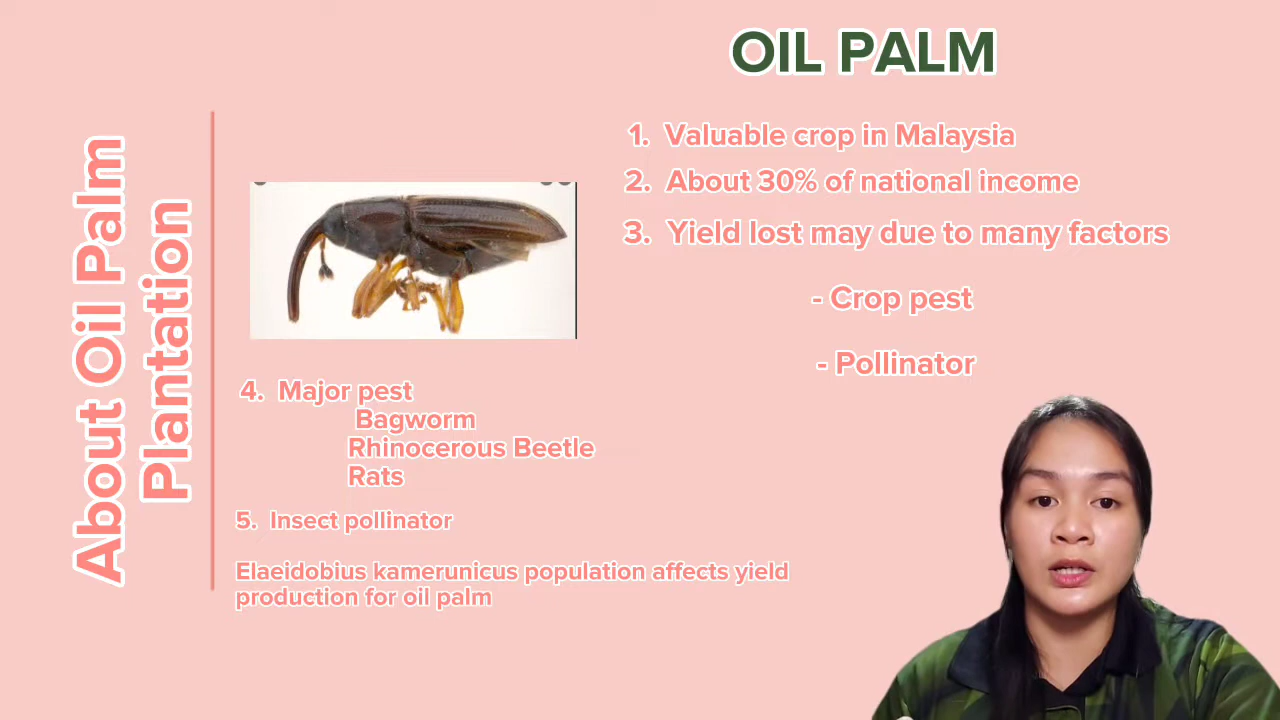 OIL PALM
About Oil Palm
Plantation
1. Valuable crop in Malaysia
2. About 30% of national income
3. Yield lost may due to many factors
- Crop pest
- Pollinator
4. Major pest
Bagworm
Rhinocerous Beetle
Rats
5. Insect pollinator
Elaeidobius kamerunicus population affects yield
production for oil palm